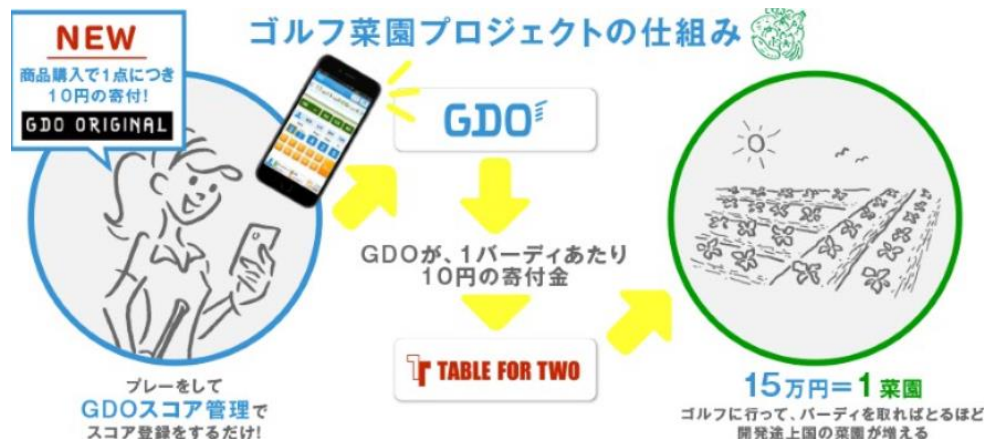 NEW
商品購入で1点につき
10円の寄付!
GDO ORIGINAL
ゴルフ菜園プロジェクトの仕組み
GDO
GDOが、1バーディあたり
10円の寄付金
TABLE FOR TWO
プレーをして
GDOスコア管理で
スコア登録をするだけ!
15万円=1菜園
ゴルフに行って、バーディを取ればとるほど
開発途上国の菜園が増える